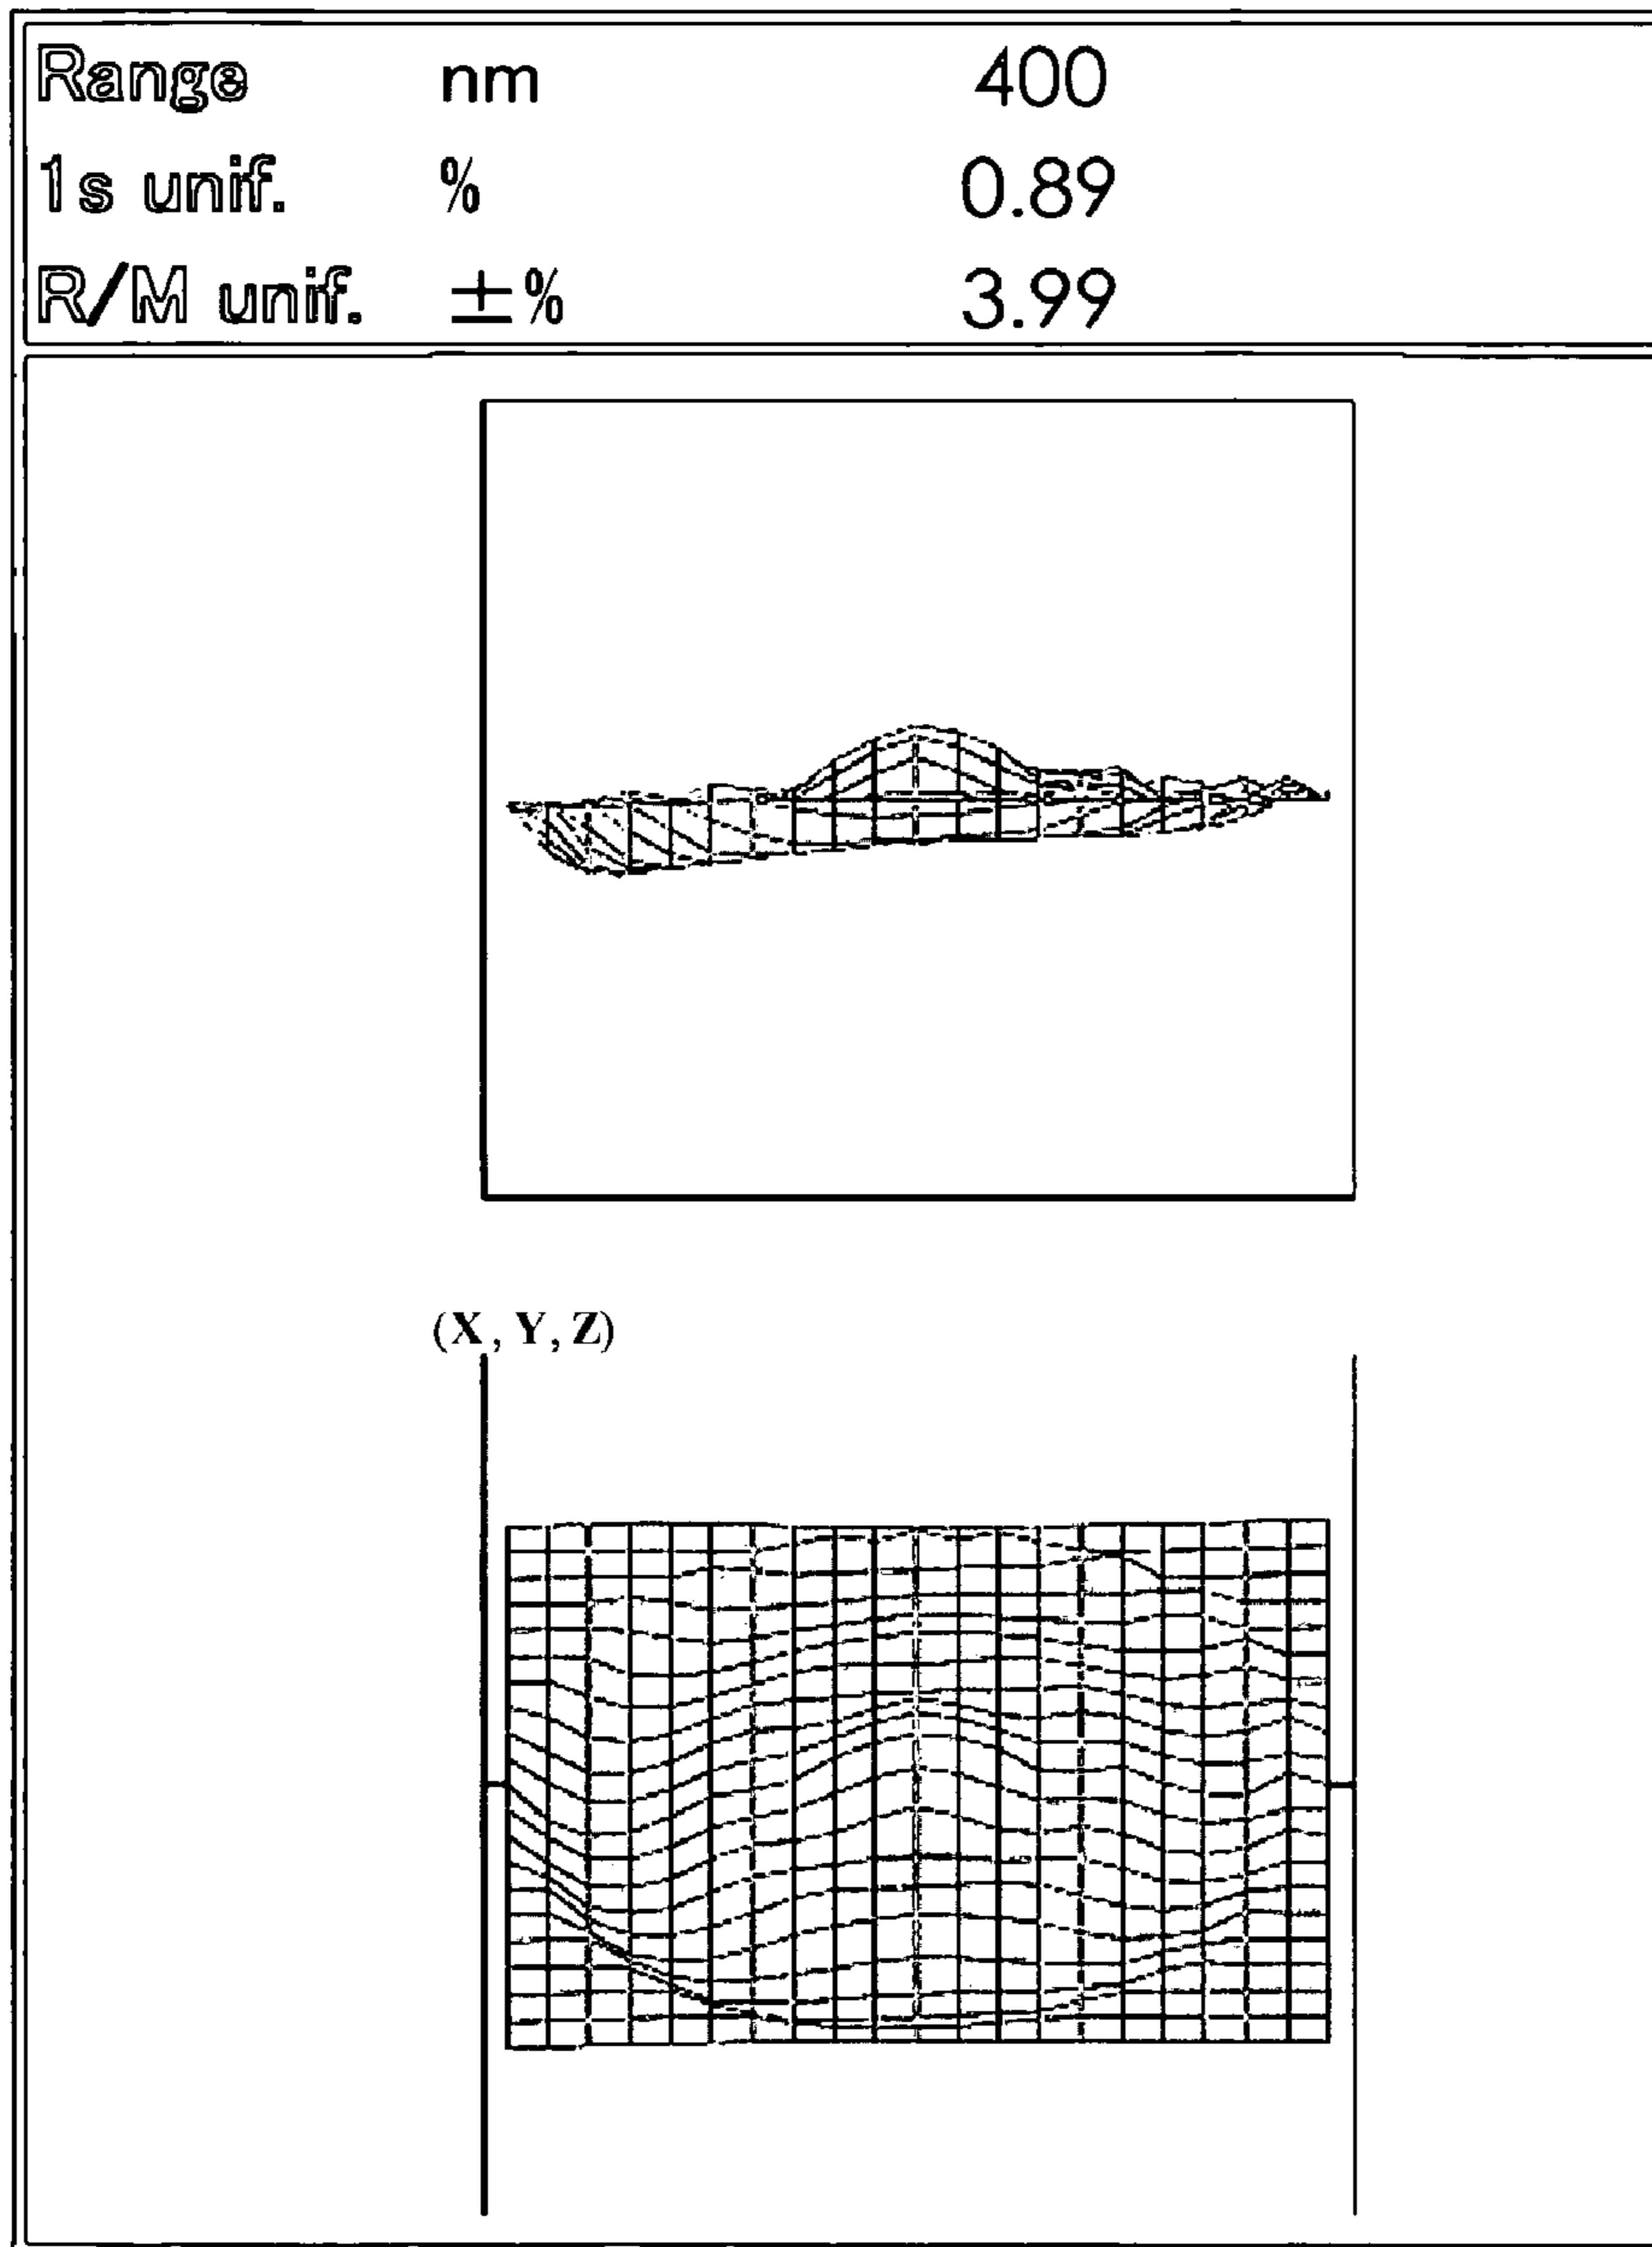 Range nm 400
1s unif. % 0.89
R/M unif. ±% 3.99
(X, Y, Z)